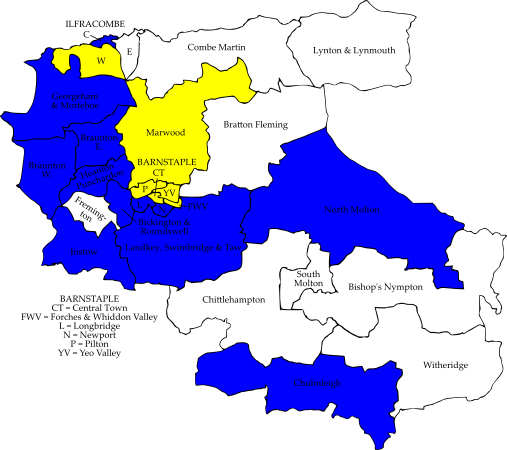 ILFRACOMBE
C
E
W
Combe Martin
Lynton & Lynmouth
Georgeham
& Mortehoe
Marwood
Bratton Fleming
Braunton
E
Braunton
W
BARNSTAPLE
CT
P
YV
FWV
Freming-
ton
North Molton
Landkey, Swimbridge & Taw
Instow
South
Molton
Bishop's Nympton
Chittlehampton
BARNSTAPLE
CT = Central Town
FWV = Forches & Whiddon Valley
L = Longbridge
N = Newport
P = Pilton
YV = Yeo Valley
Witheridge
Chulmleigh